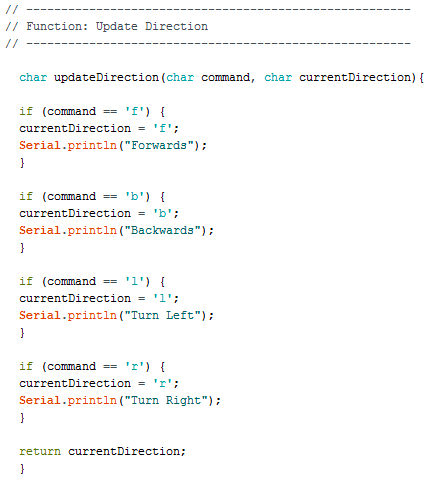 // -------------------------------------------------------
// Function: Update Direction
// -------------------------------------------------------
char updateDirection(char command, char currentDirection){
if (command == 'f') {
currentDirection = 'f';
Serial.println("Forwards");
}
if (command == 'b') {
currentDirection = 'b';
Serial.println("Backwards");
}
if (command == 'l') {
currentDirection = 'l';
Serial.println("Turn Left");
}
if (command == 'r') {
currentDirection = 'r';
Serial.println("Turn Right");
}
return currentDirection;
}